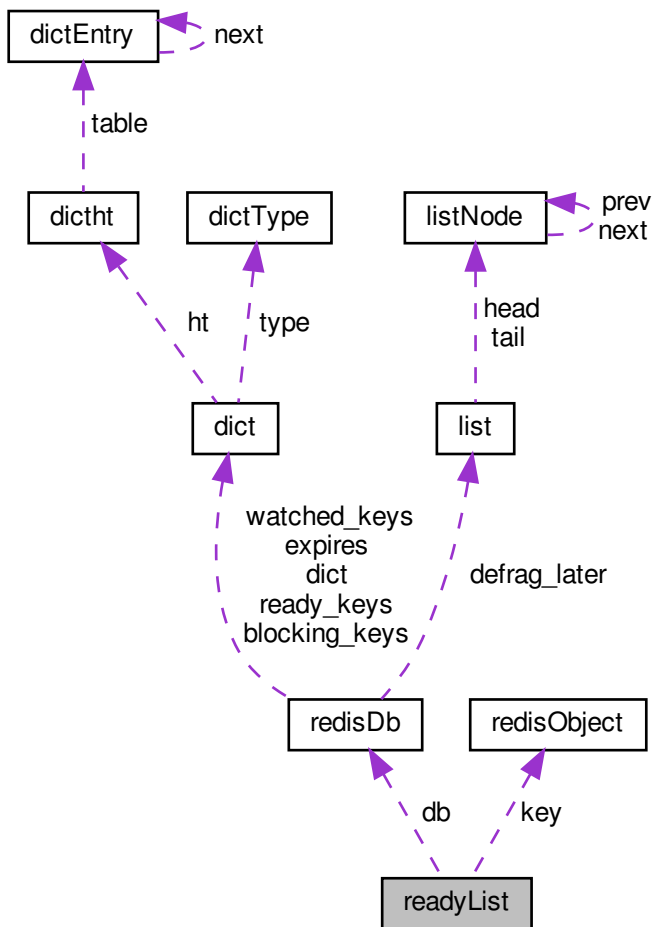 dictEntry
next
table
dictht
dictType
listNode
prev
next
ht
type
head
tail
dict
list
watched_keys
expires
dict
ready_keys
blocking_keys
defrag_later
redisDb
redisObject
db
key
readyList